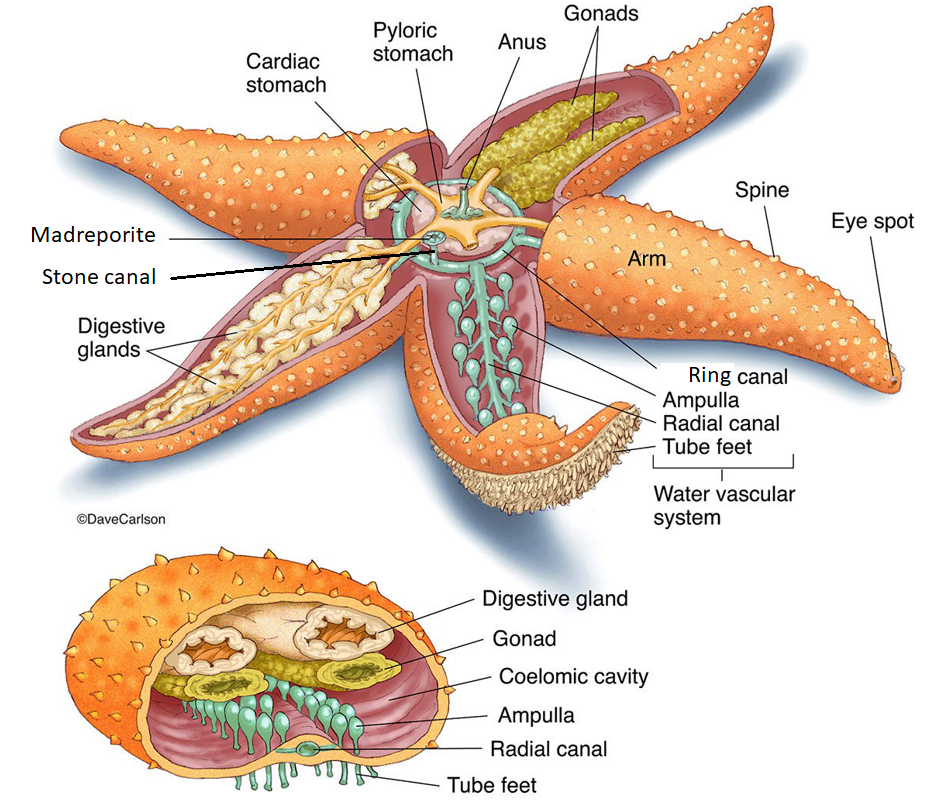 Gonads
Pyloric
stomach
Anus
Cardiac
stomach
Spine
Eye spot
Madreporite
Arm
Stone canal
Digestive
glands
Ring canal
Ampulla
Radial canal
Tube feet
Water vascular
system
©DaveCarlson
Digestive gland
Gonad
Coelomic cavity
Ampulla
Radial canal
Tube feet